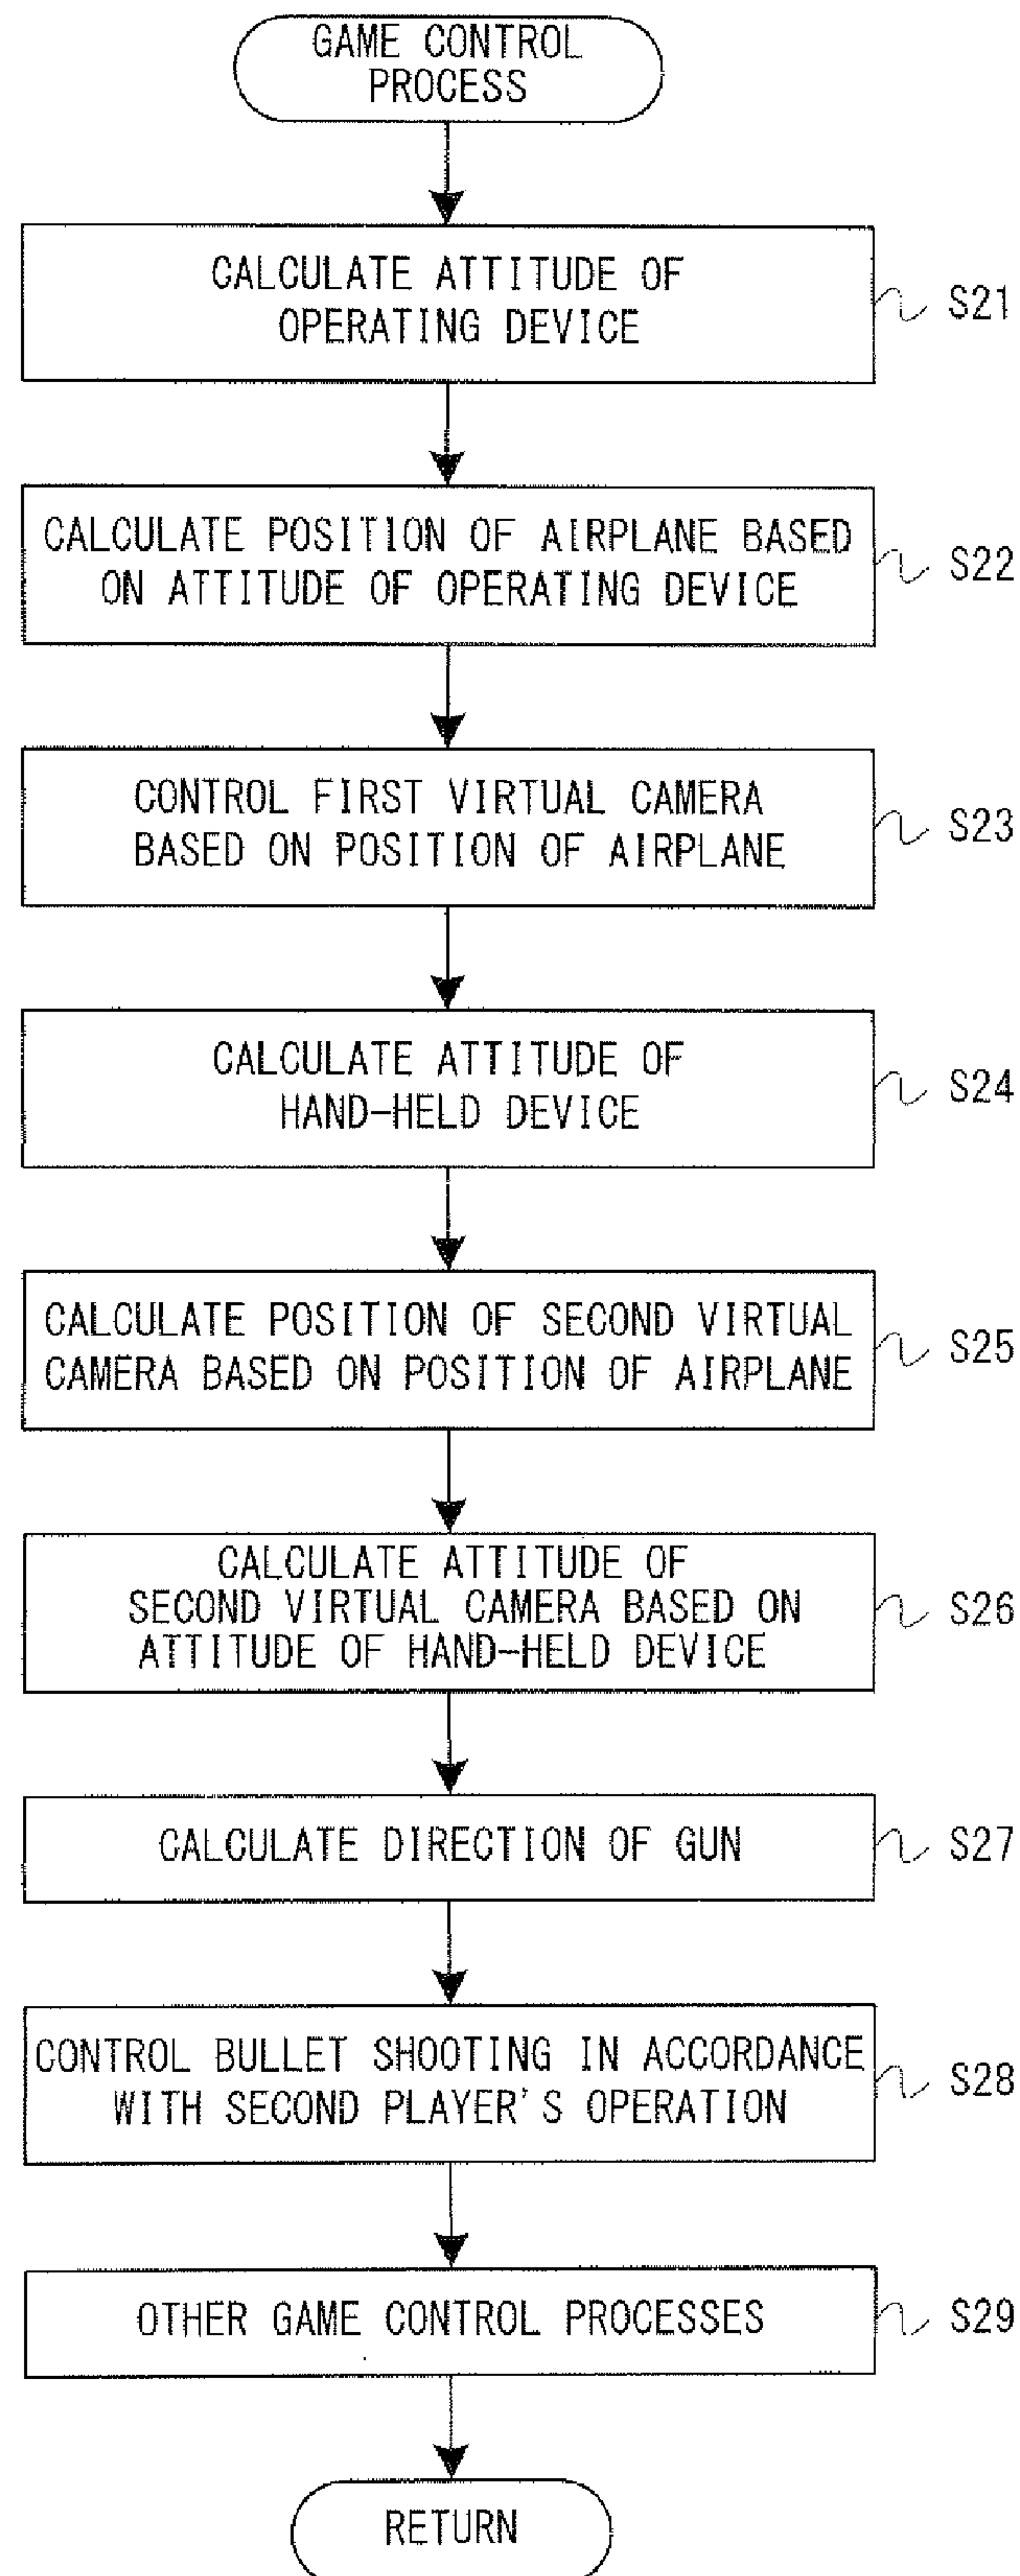 GAME CONTROL
PROCESS
CALCULATE ATTITUDE OF
OPERATING DEVICE
S21
CALCULATE POSITION OF AIRPLANE BASED
ON ATTITUDE OF OPERATING DEVICE
S22
CONTROL FIRST VIRTUAL CAMERA
BASED ON POSITION OF AIRPLANE
S23
CALCULATE ATTITUDE OF
HAND-HELD DEVICE
S24
CALCULATE POSITION OF SECOND VIRTUAL
CAMERA BASED ON POSITION OF AIRPLANE
S25
CALCULATE ATTITUDE OF
SECOND VIRTUAL CAMERA BASED ON
ATTITUDE OF HAND-HELD DEVICE
S26
CALCULATE DIRECTION OF GUN
S27
CONTROL BULLET SHOOTING IN ACCORDANCE
WITH SECOND PLAYER'S OPERATION
S28
OTHER GAME CONTROL PROCESSES
S29
RETURN